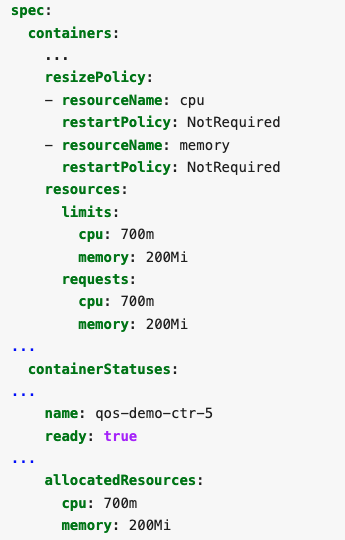 spec:
  containers:
    ...
    resizePolicy:
    - resourceName: cpu
      restartPolicy: NotRequired
    - resourceName: memory
      restartPolicy: NotRequired
    resources:
      limits:
        cpu: 700m
        memory: 200Mi
      requests:
        cpu: 700m
        memory: 200Mi
...
  containerStatuses:
...
    name: qos-demo-ctr-5
    ready: true
...
    allocatedResources:
      cpu: 700m
      memory: 200Mi